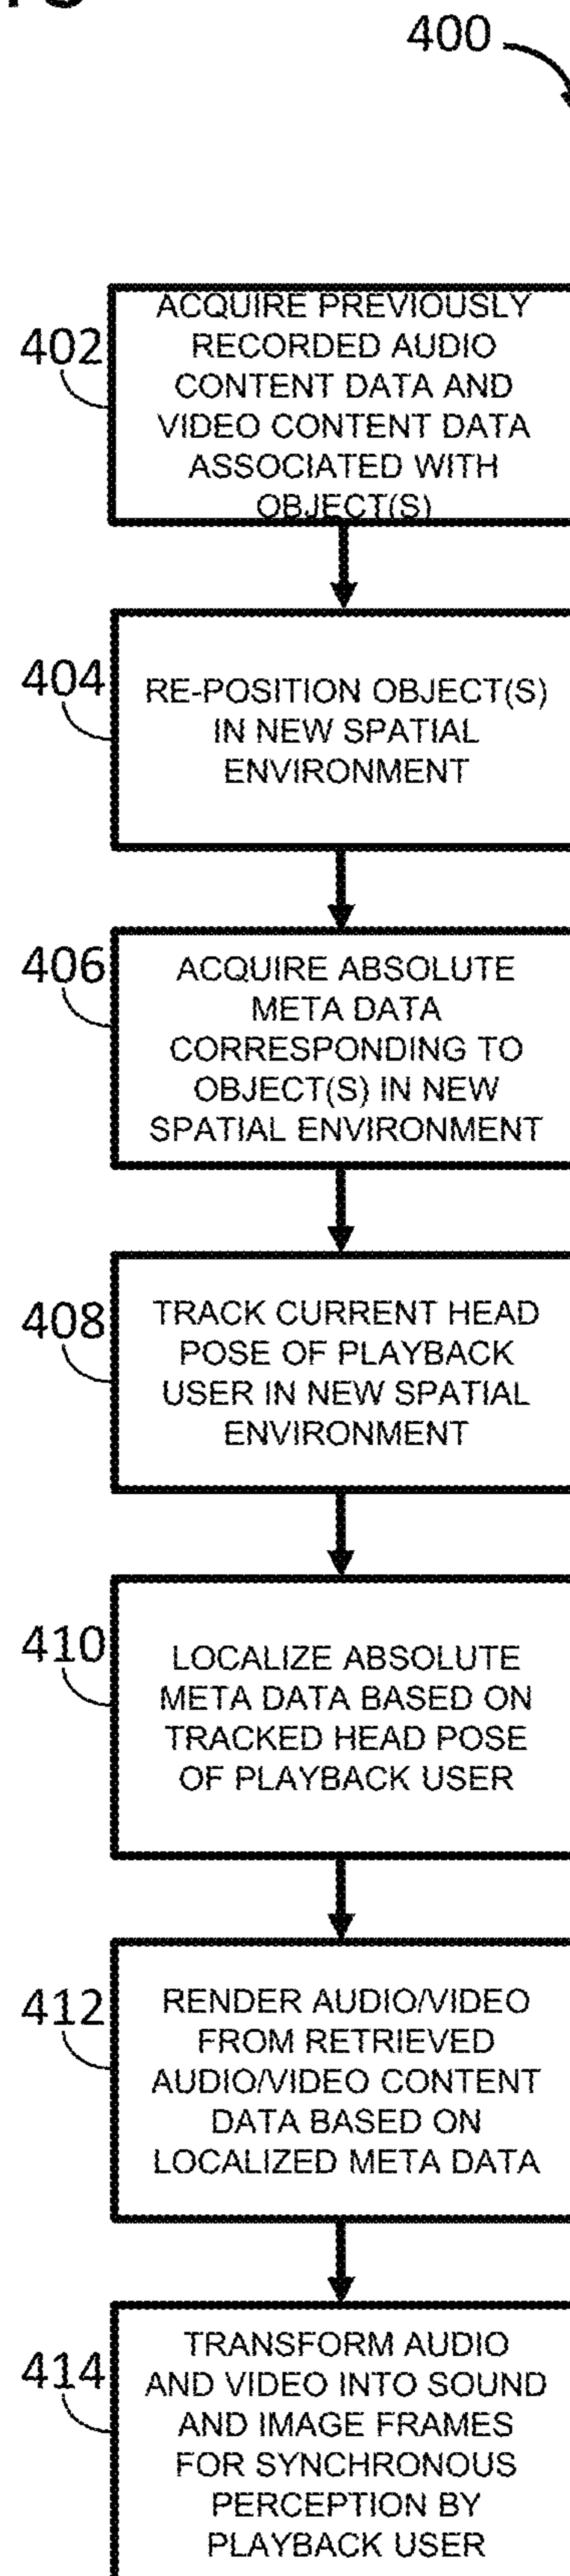 400
402
ACQUIRE PREVIOUSLY
RECORDED AUDIO
CONTENT DATA AND
VIDEO CONTENT DATA
ASSOCIATED WITH
OBJECT(S)
404
RE-POSITION OBJECT(S)
IN NEW SPATIAL
ENVIRONMENT
406
ACQUIRE ABSOLUTE
META DATA
CORRESPONDING TO
OBJECT(S) IN NEW
SPATIAL ENVIRONMENT
408
TRACK CURRENT HEAD
POSE OF PLAYBACK
USER IN NEW SPATIAL
ENVIRONMENT
410
LOCALIZE ABSOLUTE
META DATA BASED ON
TRACKED HEAD POSE
OF PLAYBACK USER
412
RENDER AUDIO/VIDEO
FROM RETRIEVED
AUDIO/VIDEO CONTENT
DATA BASED ON
LOCALIZED META DATA
414
TRANSFORM AUDIO
AND VIDEO INTO SOUND
AND IMAGE FRAMES
FOR SYNCHRONOUS
PERCEPTION BY
PLAYBACK USER